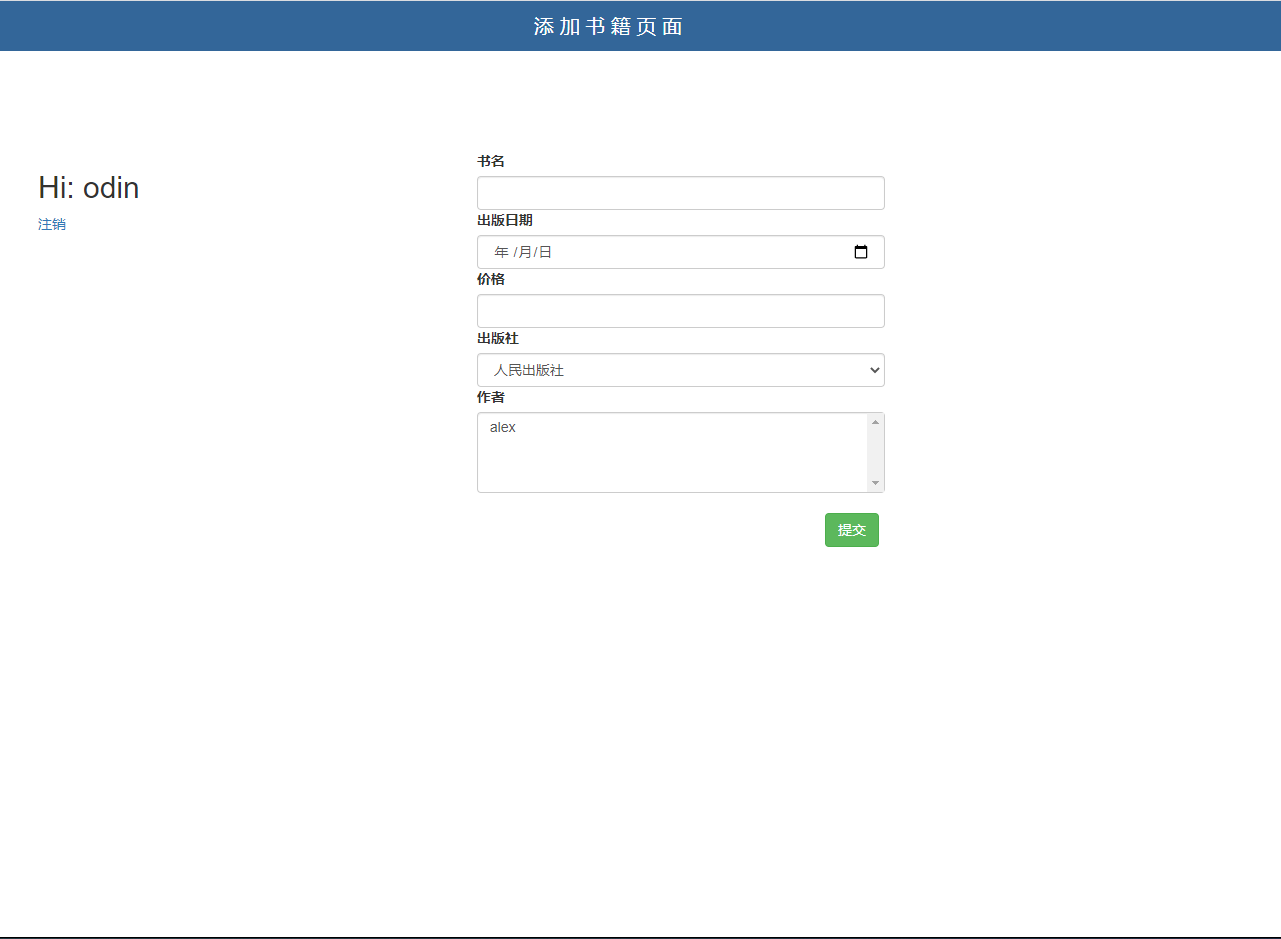 添加书籍页面
Hi: odin
注销
书名
出版日期
年 /月/日
价格
出版社
人民出版社
作者
alex
提交